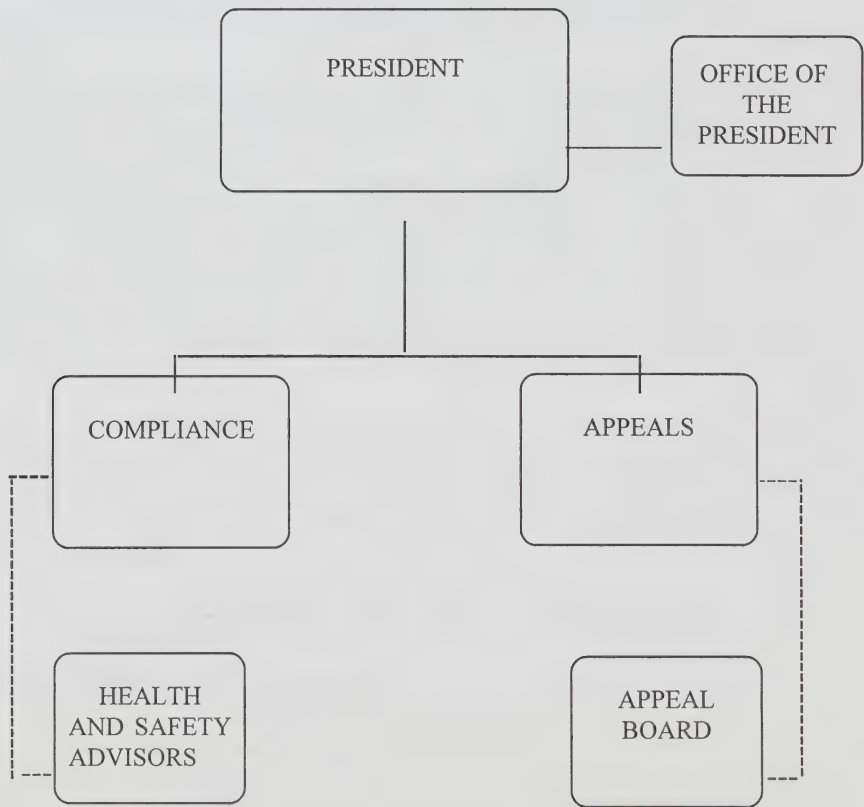 PRESIDENT
OFFICE OF
THE
PRESIDENT
COMPLIANCE
APPEALS
HEALTH
AND SAFETY
ADVISORS
APPEAL
BOARD